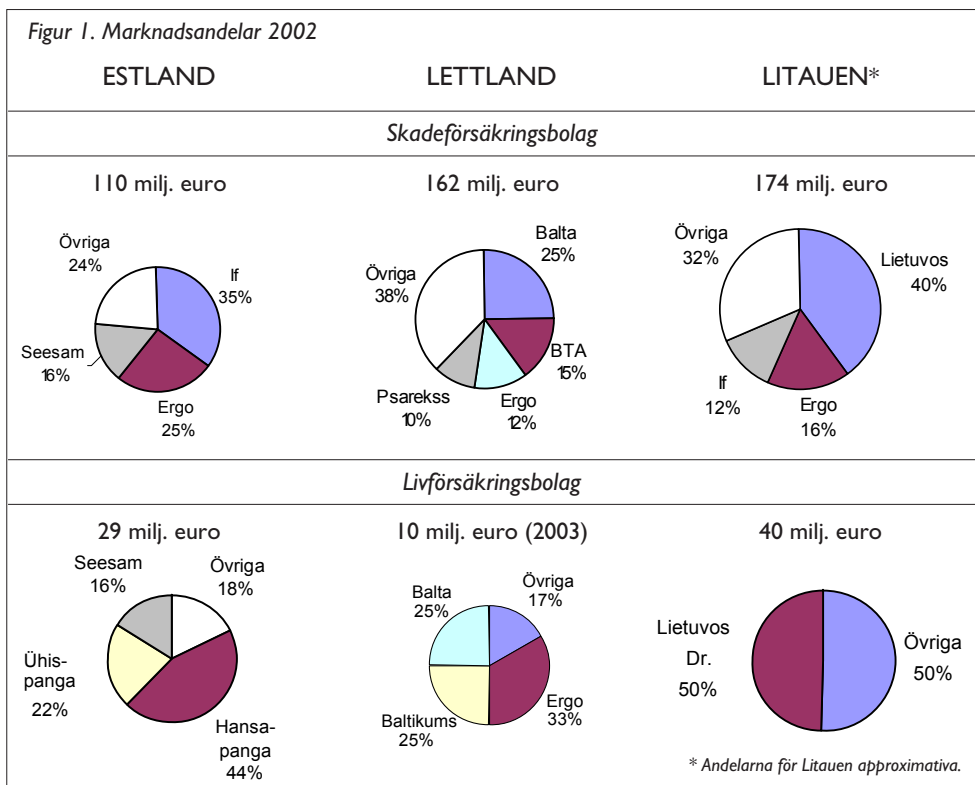 Figur 1. Marknadsandelar 2002
ESTLAND
LETTLAND
LITAUEN*
Skadeförsäkringsbolag
110 milj. euro
162 milj. euro
174 milj. euro
Övriga
24%
If
35%
Seesam
16%
Ergo
25%
Balta
25%
Övriga
38%
BTA
15%
Psarekss
10%
Ergo
12%
Övriga
32%
Lietuvos
40%
If
12%
Ergo
16%
Livförsäkringsbolag
29 milj. euro
10 milj. euro (2003)
40 milj. euro
Seesam
16%
Övriga
18%
Ühis-
panga
22%
Hansa-
panga
44%
Balta
25%
Övriga
17%
Baltikums
25%
Ergo
33%
Lietuvos
Dr.
50%
Övriga
50%
* Andelarna för Litauen approximativa.